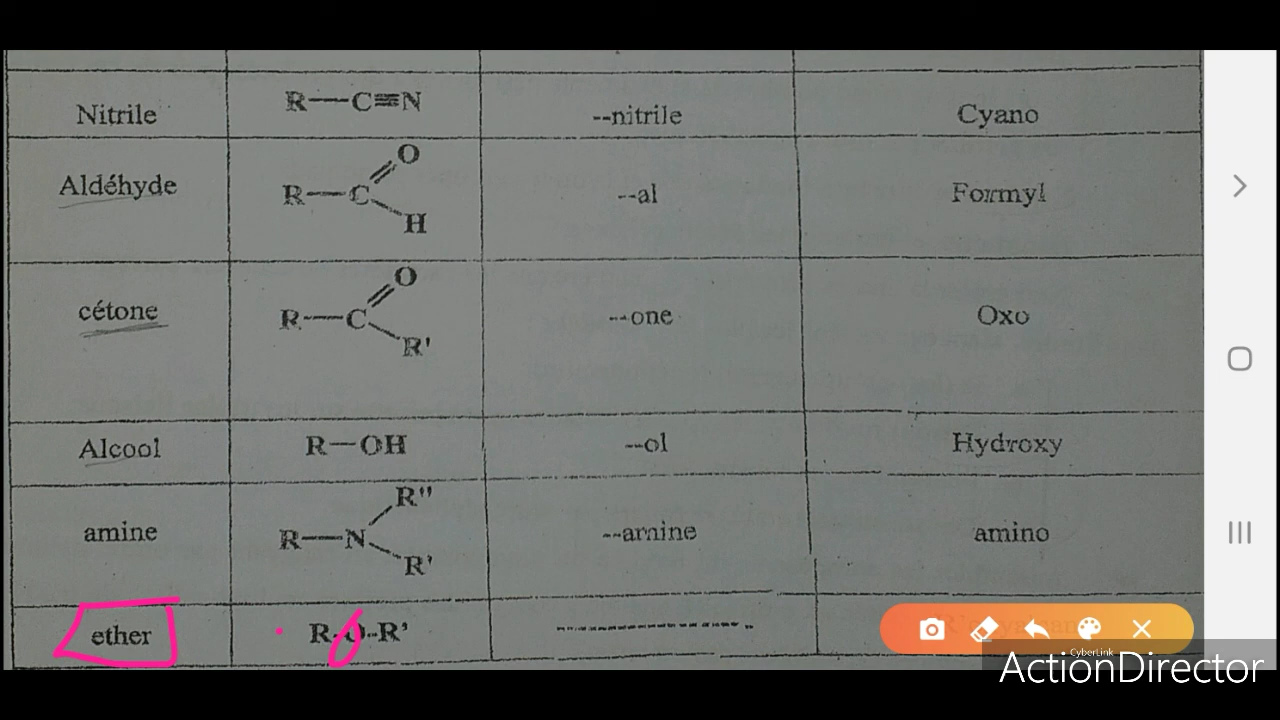 Nitrile R—C≡N --nitrile Cyano
Aldéhyde R—C O H --al Formyl
cétone R—C O R' --one Oxo
Alcool R—OH --ol Hydroxy
amine R—N R'' R' --amine amino
ether R-O-R' ----------------
CyberLink
ActionDirector